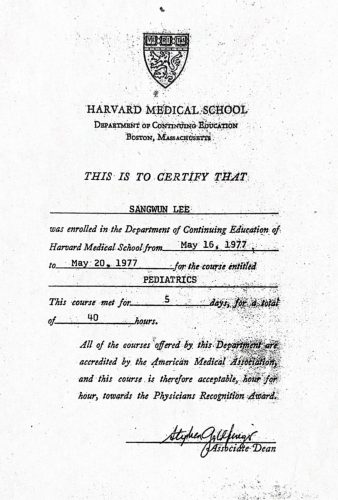 VE RI TAS
HARVARD MEDICAL SCHOOL
DEPARTMENT OF CONTINUING EDUCATION
BOSTON, MASSACHUSETTS
THIS IS TO CERTIFY THAT
SANGWUN LEE
was enrolled in the Department of Continuing Education of
Harvard Medical School from May 16, 1977,
to May 20, 1977 for the course entitled
PEDIATRICS
This course met for 5 days, for a total
of 40 hours.
All of the courses offered by this Department are
accredited by the American Medical Association,
and this course is therefore acceptable, hour for
hour, towards the Physicians Recognition Award.
Associate Dean